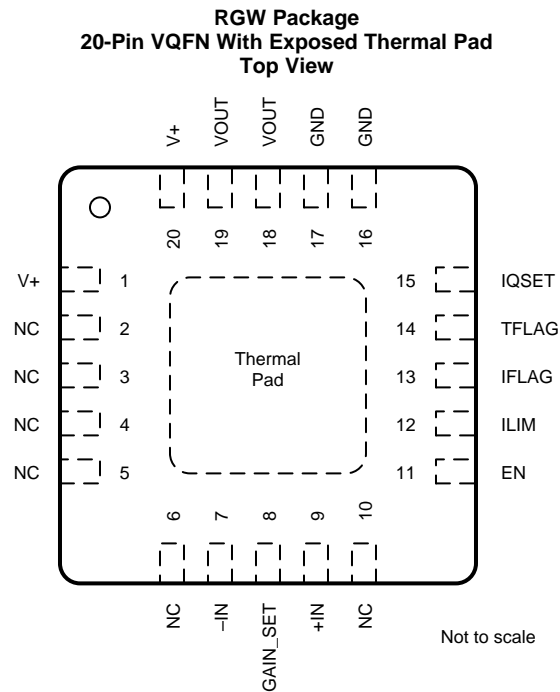 RGW Package
20-Pin VQFN With Exposed Thermal Pad
Top View
V+
VOUT
VOUT
GND
GND
20
19
18
17
16
V+ 1
15 IQSET
NC 2
14 TFLAG
NC 3
Thermal
Pad
13 IFLAG
NC 4
12 ILIM
NC 5
11 EN
6
7
8
9
10
NC
–IN
GAIN_SET
+IN
NC
Not to scale